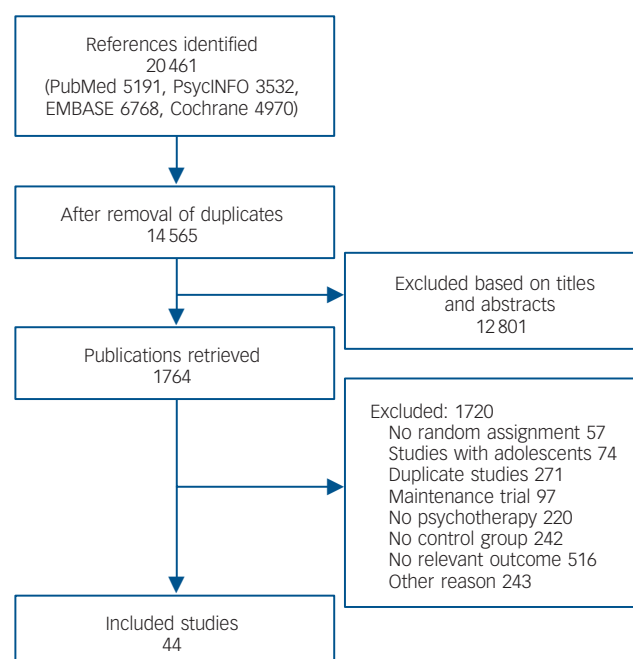 References identified
20 461
(PubMed 5191, PsycINFO 3532,
EMBASE 6768, Cochrane 4970)
After removal of duplicates
14 565
Excluded based on titles
and abstracts
12 801
Publications retrieved
1764
Excluded: 1720
No random assignment 57
Studies with adolescents 74
Duplicate studies 271
Maintenance trial 97
No psychotherapy 220
No control group 242
No relevant outcome 516
Other reason 243
Included studies
44